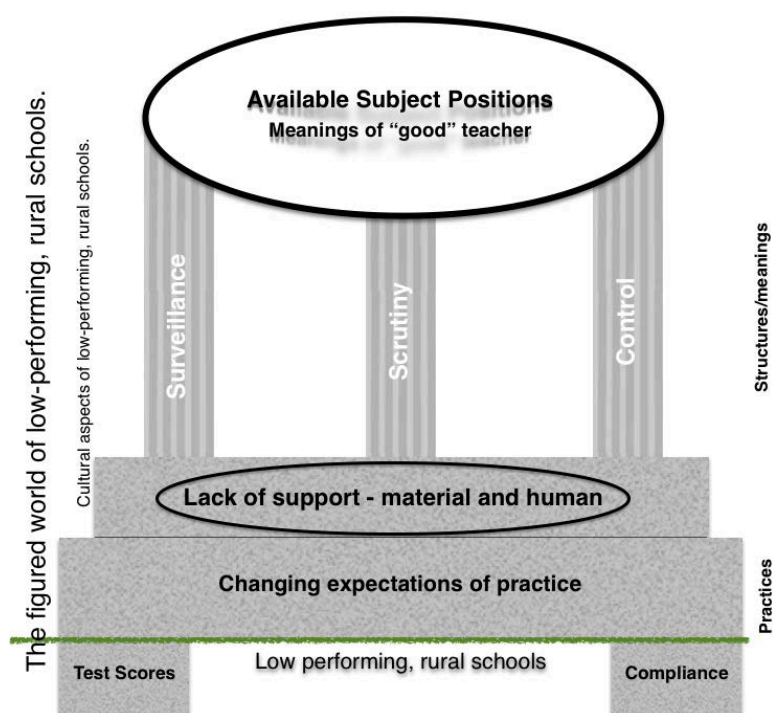 The figured world of low-performing, rural schools.
Cultural aspects of low-performing, rural schools.
Available Subject Positions
Meanings of “good” teacher
Surveillance
Scrutiny
Control
Structures/meanings
Lack of support - material and human
Changing expectations of practice
Practices
Test Scores
Low performing, rural schools
Compliance